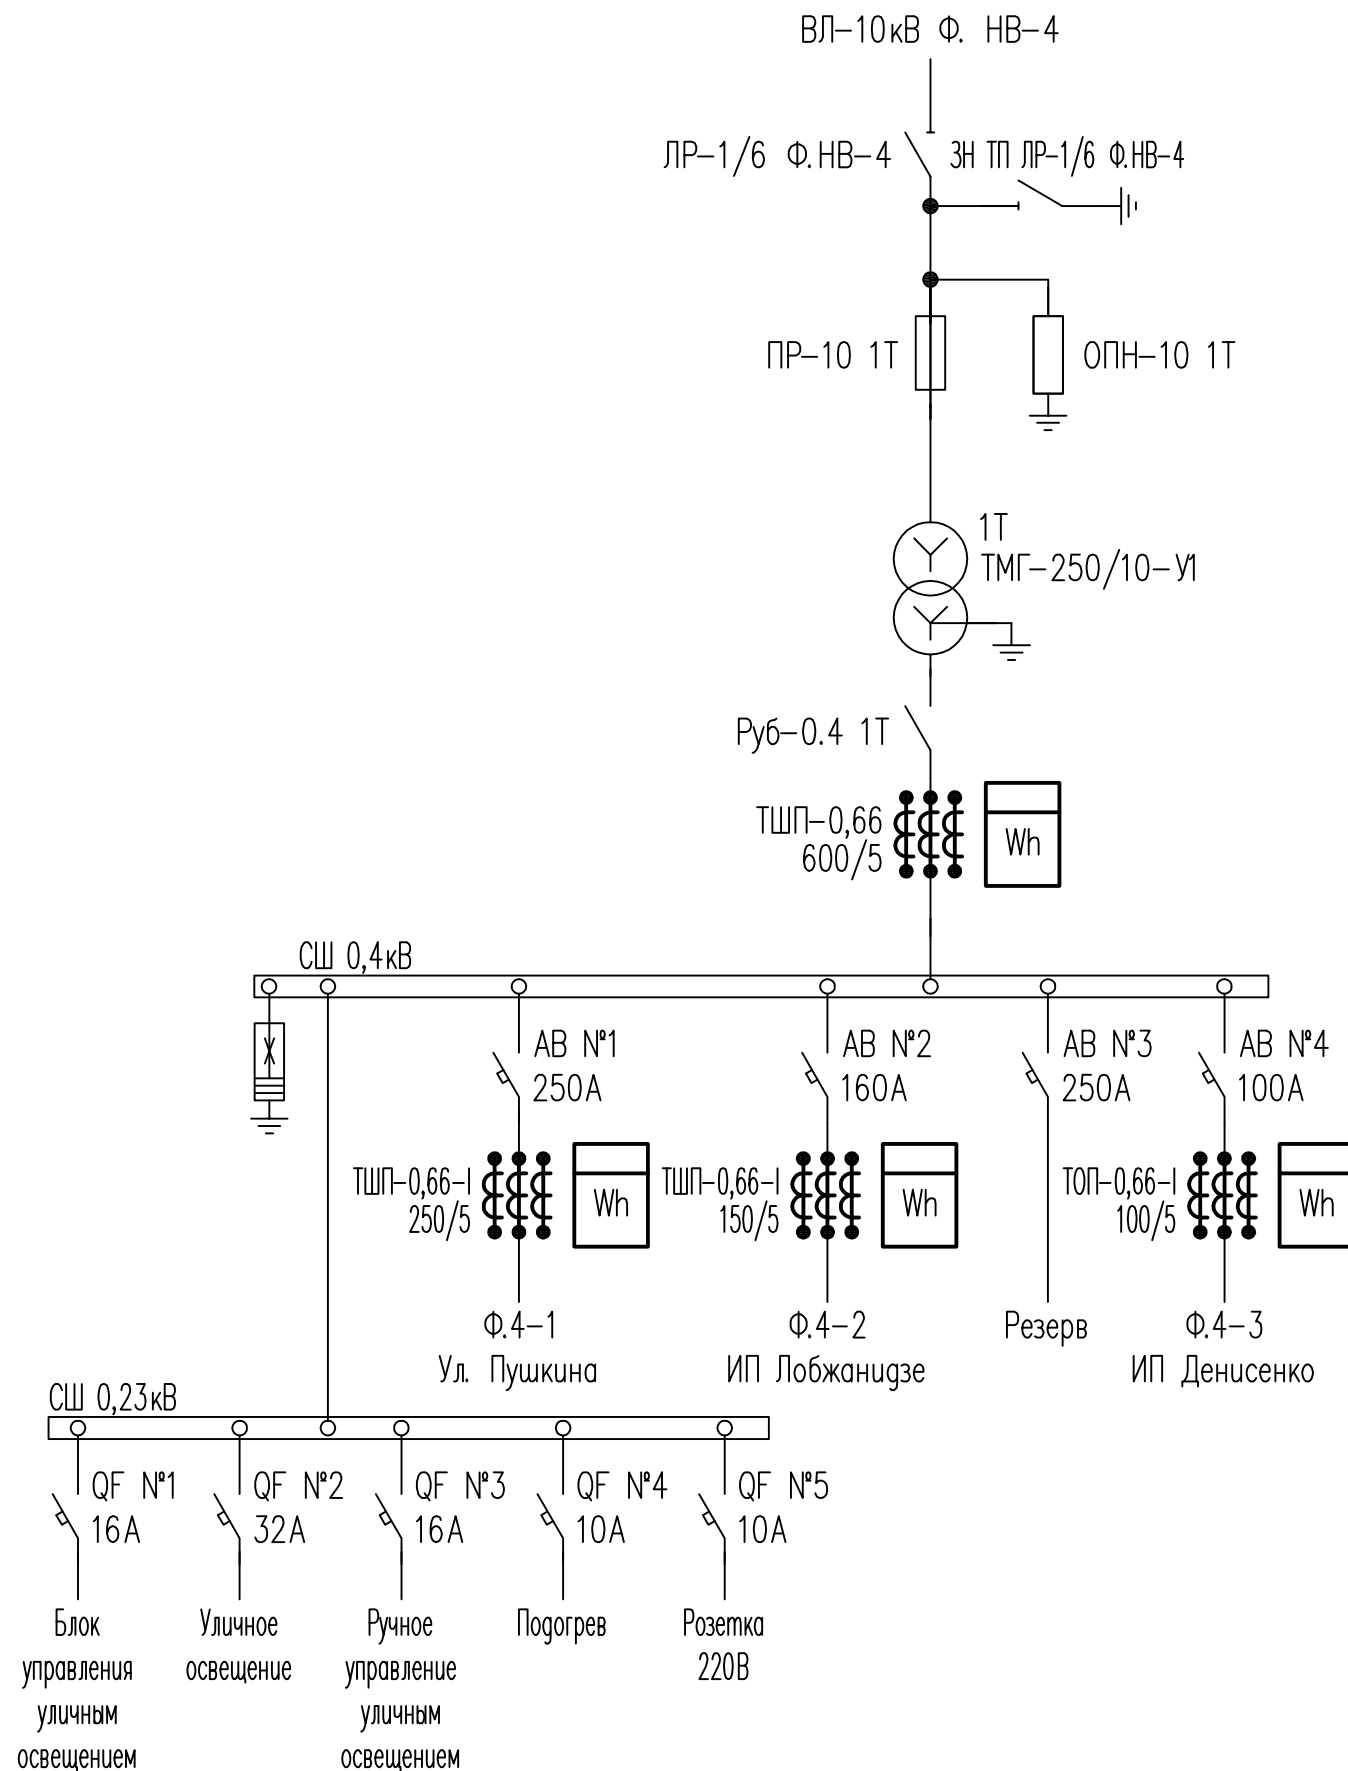 ВЛ-10кВ Ф. НВ-4
ЛР-1/6 Ф.НВ-4
ЗН ТП ЛР-1/6 Ф.НВ-4
ПР-10 1Т
ОПН-10 1Т
1Т
ТМГ-250/10-У1
Руб-0.4 1Т
ТШП-0,66
600/5
Wh
СШ 0,4кВ
АВ №1
250А
АВ №2
160А
АВ №3
250А
АВ №4
100А
ТШП-0,66-I
250/5
Wh
ТШП-0,66-I
150/5
Wh
ТОП-0,66-I
100/5
Wh
Ф.4-1
Ул. Пушкина
Ф.4-2
ИП Лобжанидзе
Резерв
Ф.4-3
ИП Денисенко
СШ 0,23кВ
QF №1
16А
QF №2
32А
QF №3
16А
QF №4
10А
QF №5
10А
Блок
управления
уличным
освещением
Уличное
освещение
Ручное
управление
уличным
освещением
Подогрев
Розетка
220В